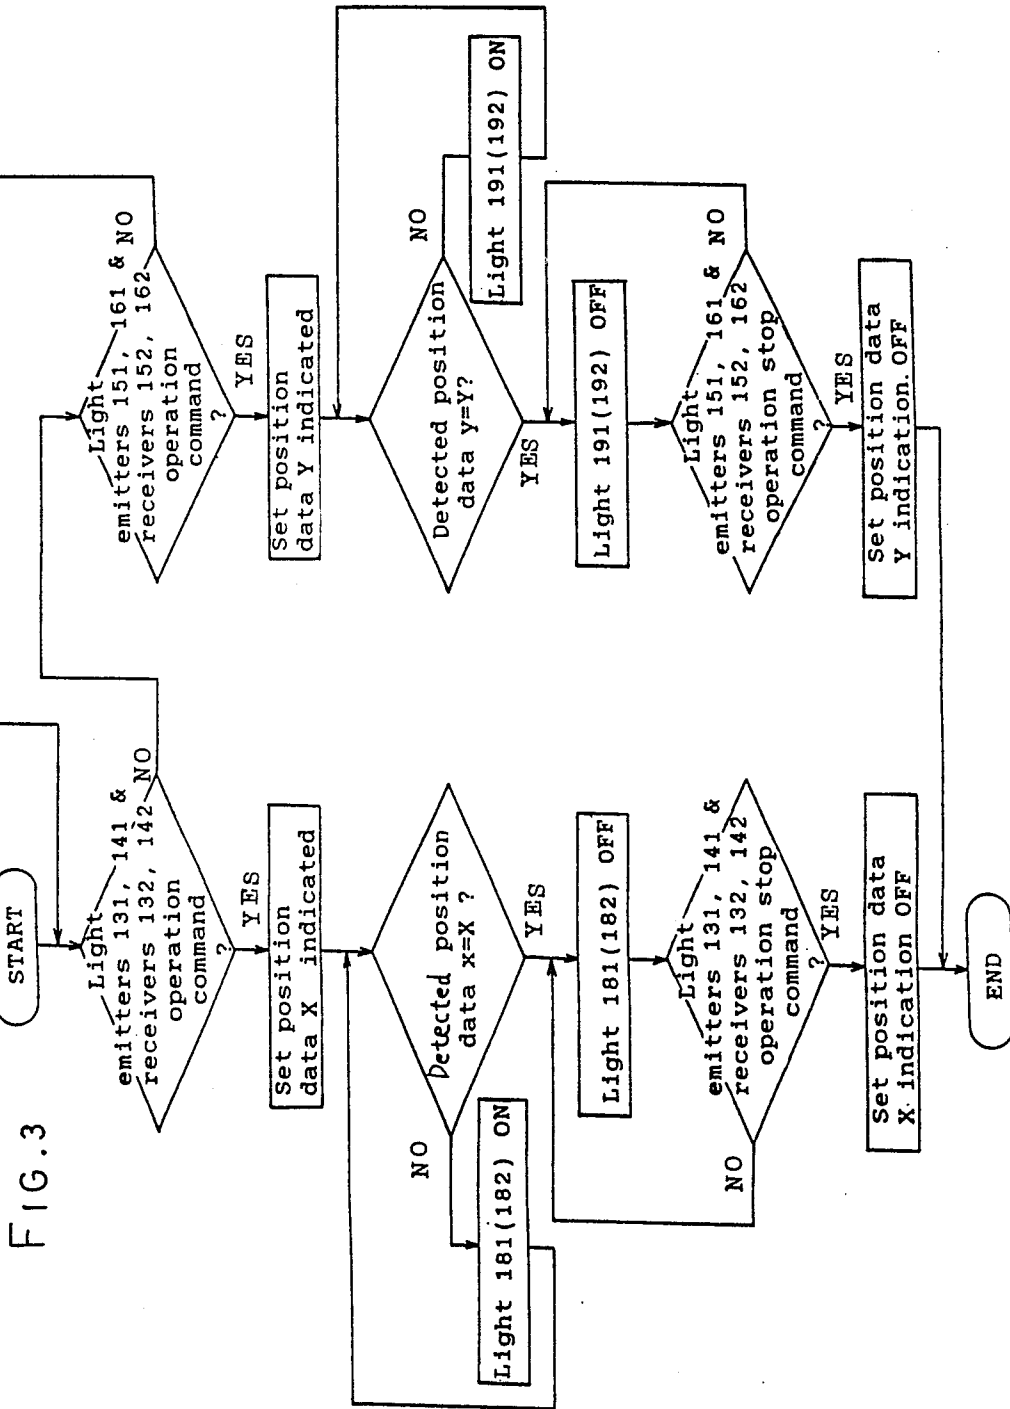 FIG.3
START
Light
emitters 131, 141 &
receivers 132, 142
operation
command
?
NO
YES
Set position
data X indicated
Detected position
data x=X ?
NO
Light 181(182) ON
YES
Light 181(182) OFF
Light
emitters 131, 141 &
receivers 132, 142
operation stop
command
?
NO
YES
Set position data
X indication OFF
END
Light
emitters 151, 161 &
receivers 152, 162
operation
command
?
NO
YES
Set position
data Y indicated
Detected position
data y=Y?
NO
Light 191(192) ON
YES
Light 191(192) OFF
Light
emitters 151, 161 &
receivers 152, 162
operation stop
command
?
NO
YES
Set position data
Y indication.OFF